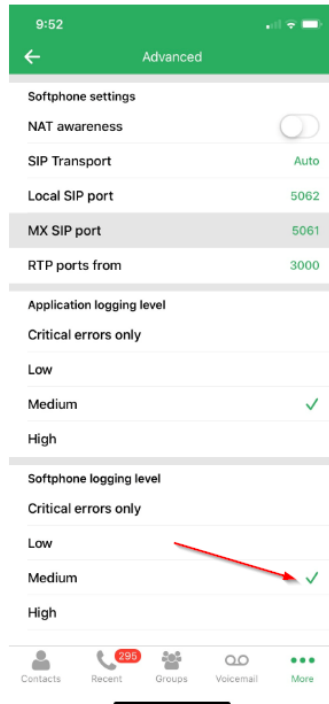 9:52
Advanced
Softphone settings
NAT awareness
SIP Transport Auto
Local SIP port 5062
MX SIP port 5061
RTP ports from 3000
Application logging level
Critical errors only
Low
Medium
High
Softphone logging level
Critical errors only
Low
Medium
High
295
Contacts Recent Groups Voicemail More